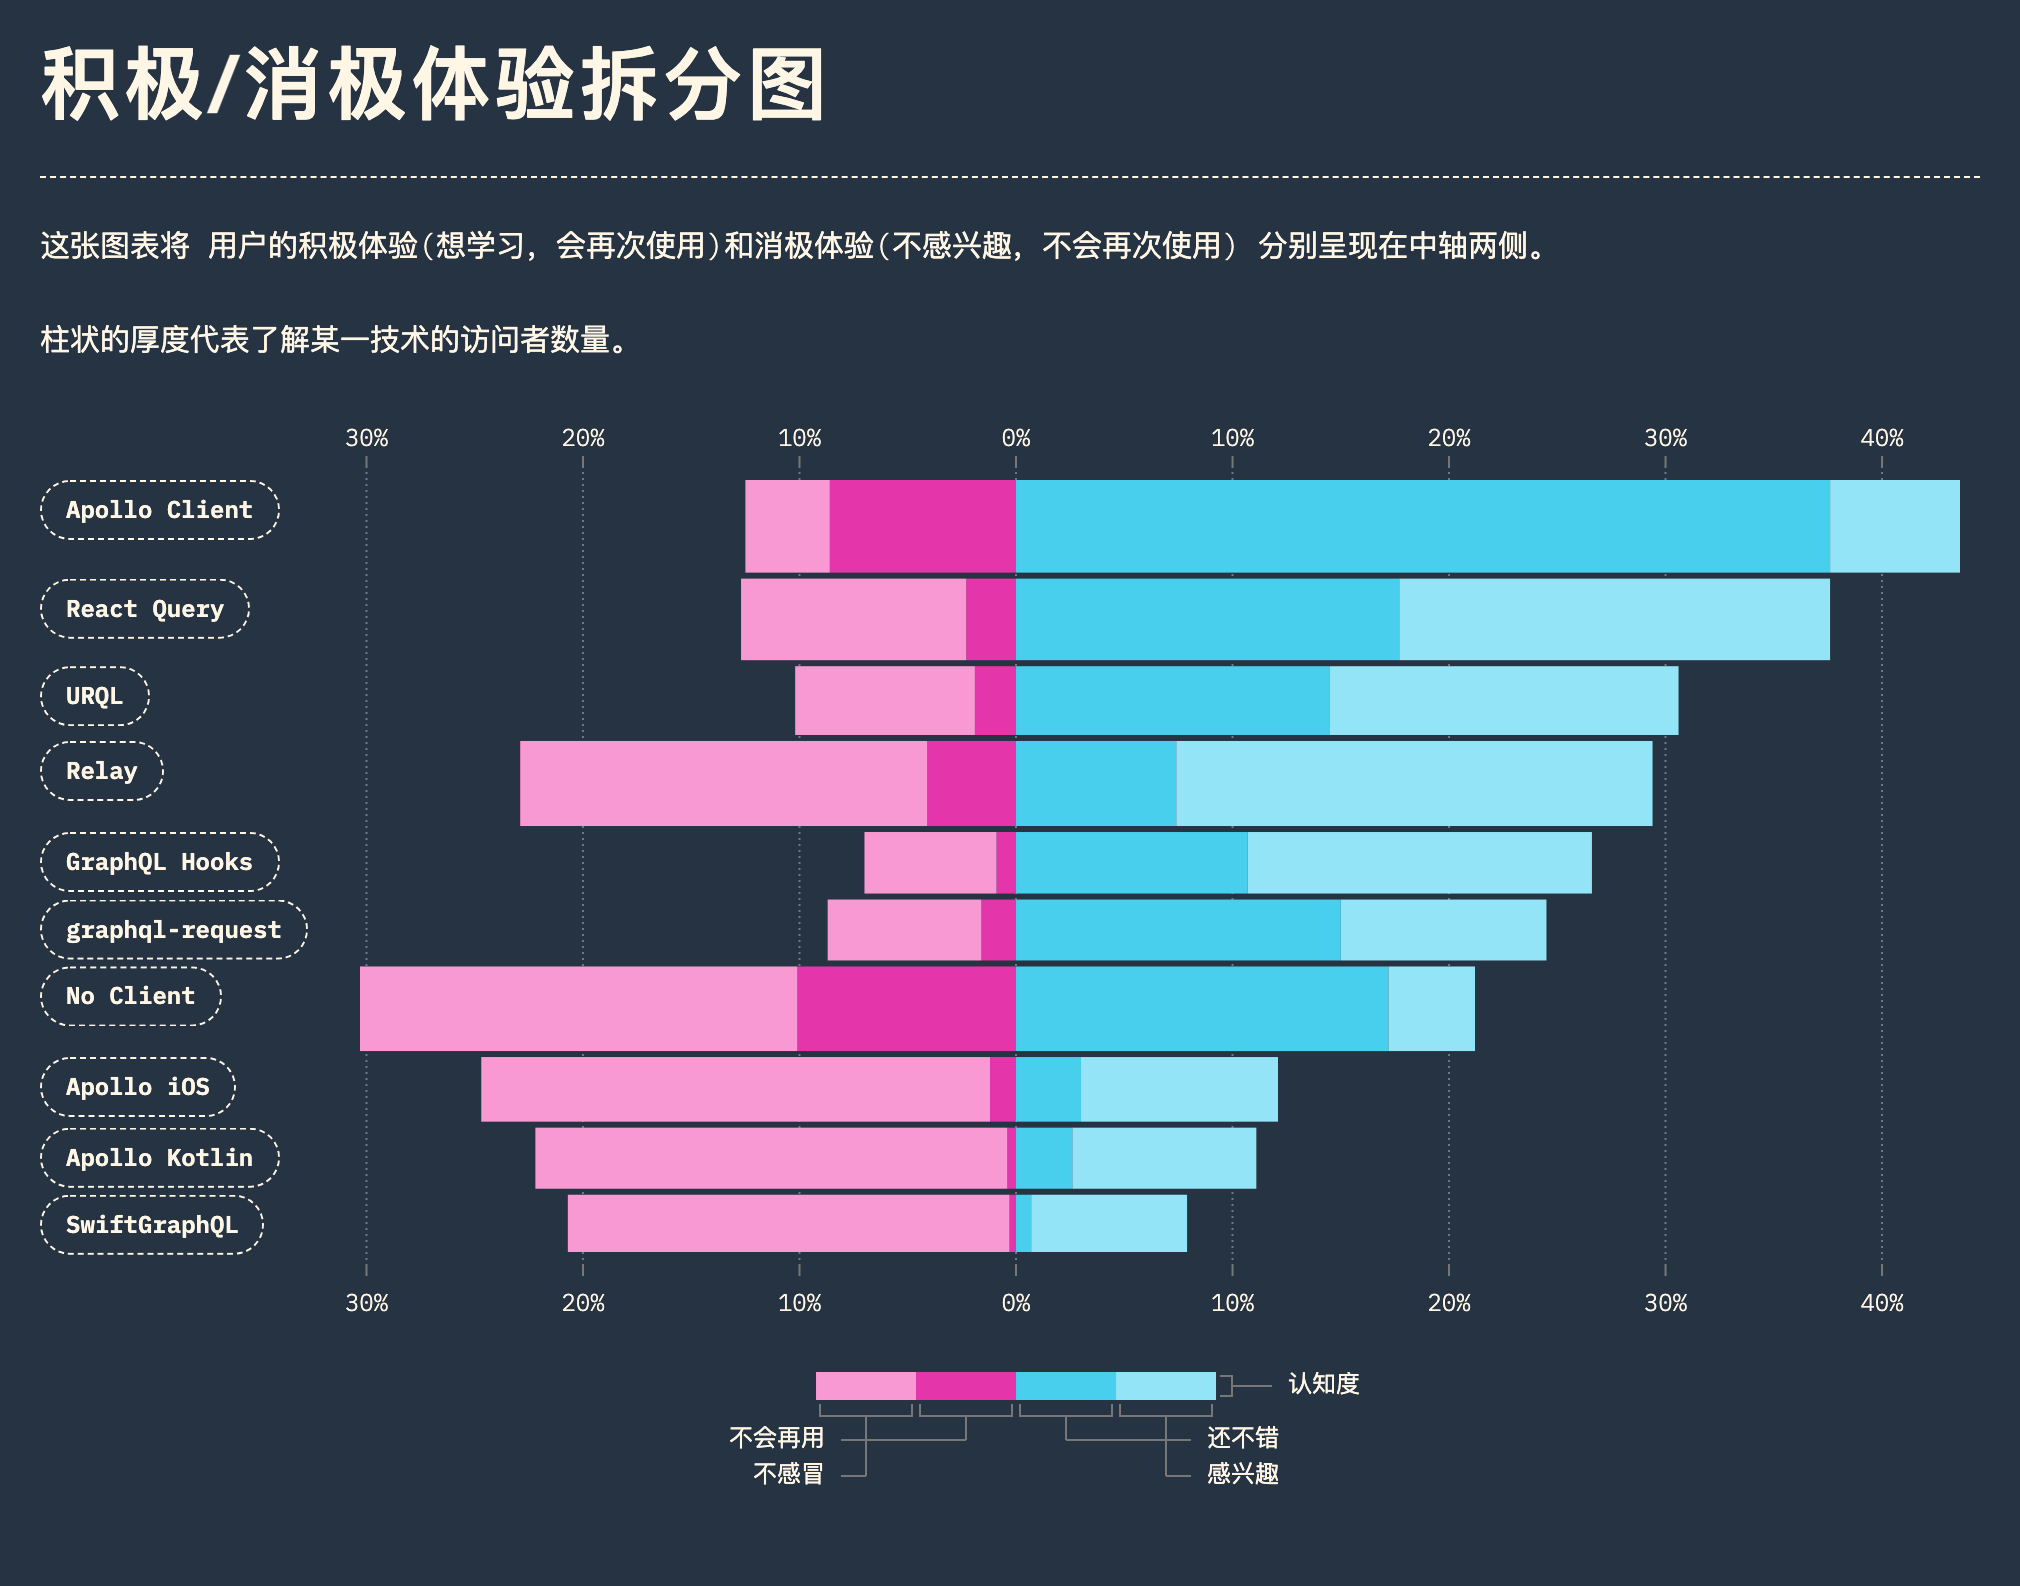 积极/消极体验拆分图
这张图表将 用户的积极体验(想学习, 会再次使用)和消极体验(不感兴趣, 不会再次使用) 分别呈现在中轴两侧。
柱状的厚度代表了解某一技术的访问者数量。
30% 20% 10% 0% 10% 20% 30% 40%
Apollo Client
React Query
URQL
Relay
GraphQL Hooks
graphql-request
No Client
Apollo iOS
Apollo Kotlin
SwiftGraphQL
30% 20% 10% 0% 10% 20% 30% 40%
认知度
不会再用 还不错
不感冒 感兴趣